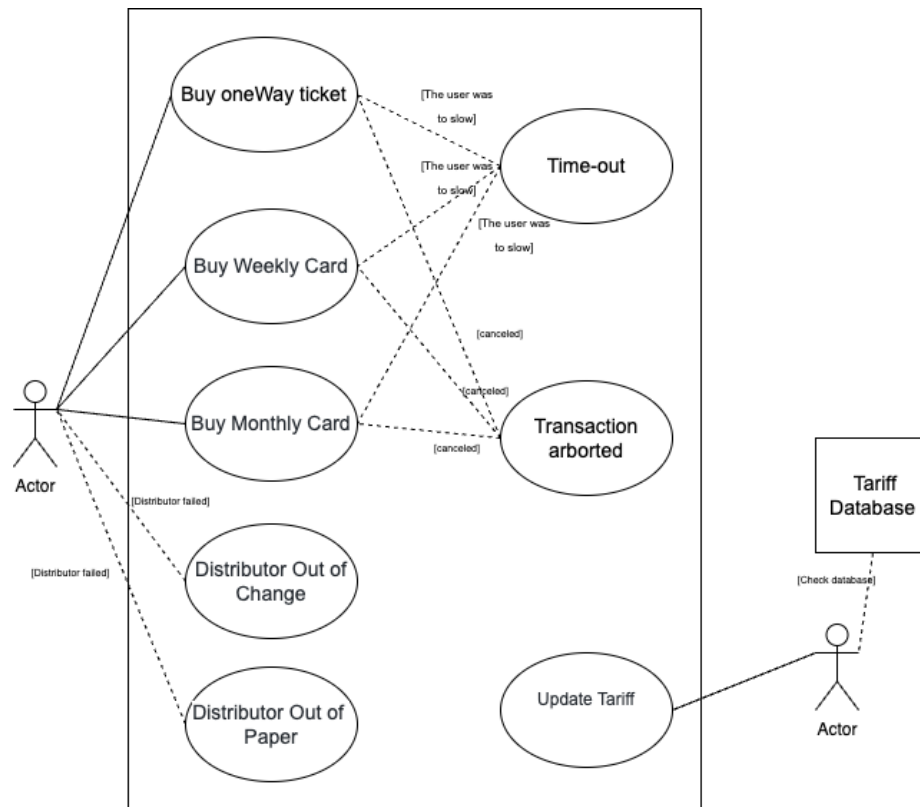 Buy oneWay ticket
[The user was
to slow]
Time-out
[The user was
to slow]
[The user was
to slow]
Buy Weekly Card
[canceled]
[canceled]
Buy Monthly Card
[canceled]
Transaction
arborted
Actor
[Distributor failed]
Tariff
Database
[Distributor failed]
Distributor Out of
Change
[Check database]
Distributor Out of
Paper
Update Tariff
Actor